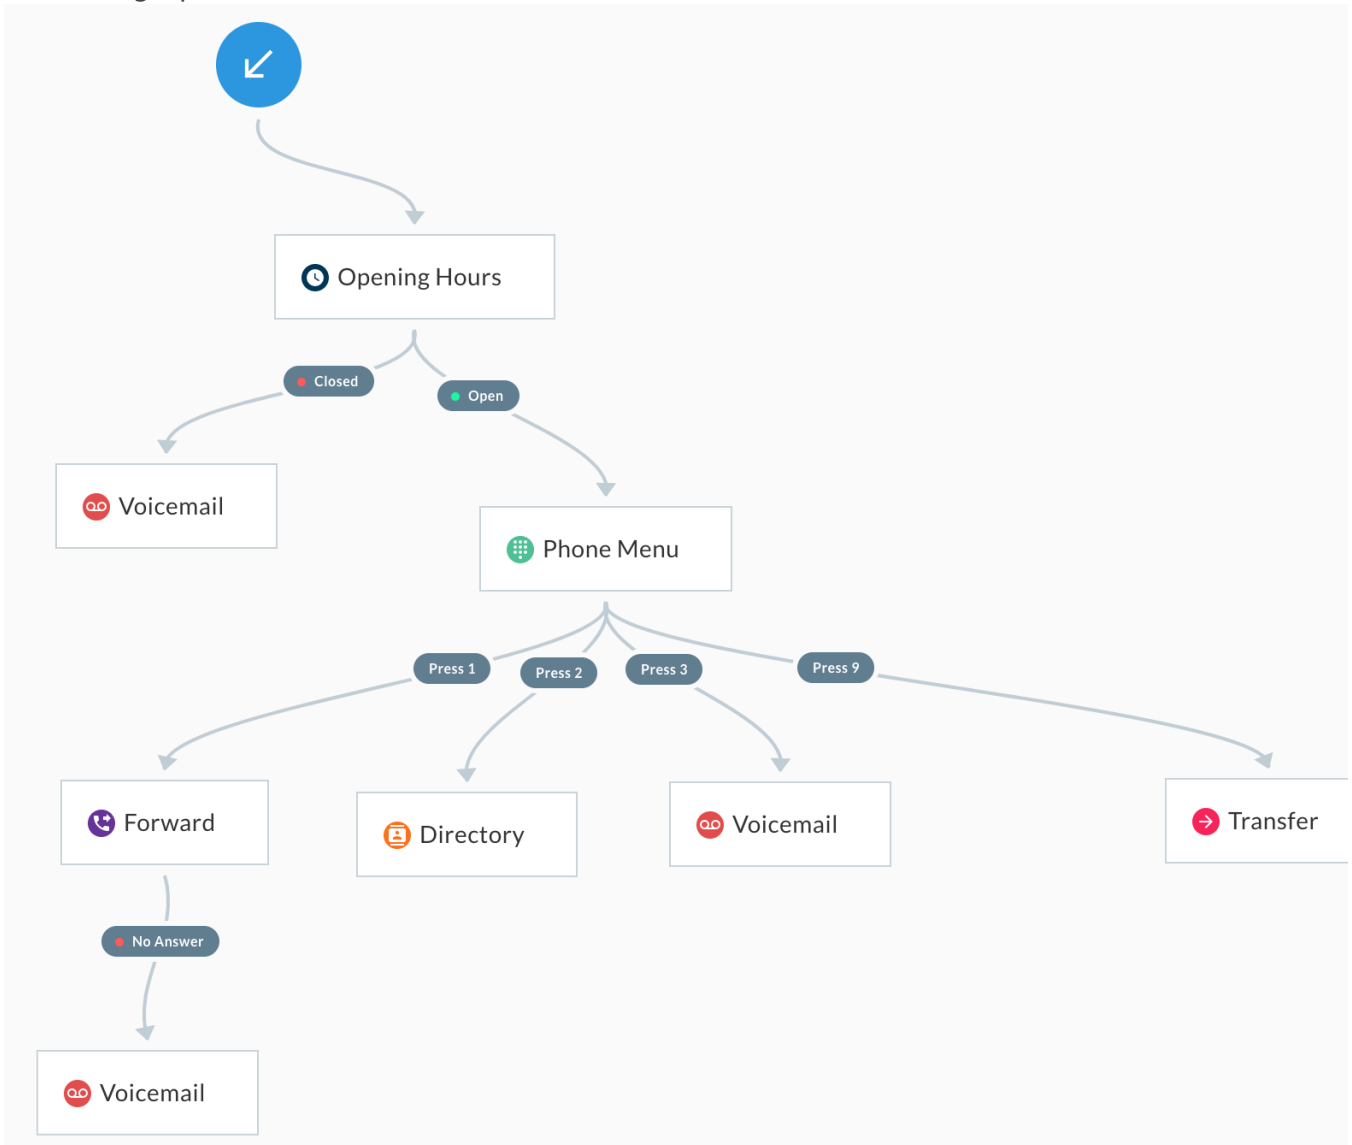 Opening Hours
Closed
Open
Voicemail
Phone Menu
Press 1
Press 2
Press 3
Press 9
Forward
Directory
Voicemail
Transfer
No Answer
Voicemail